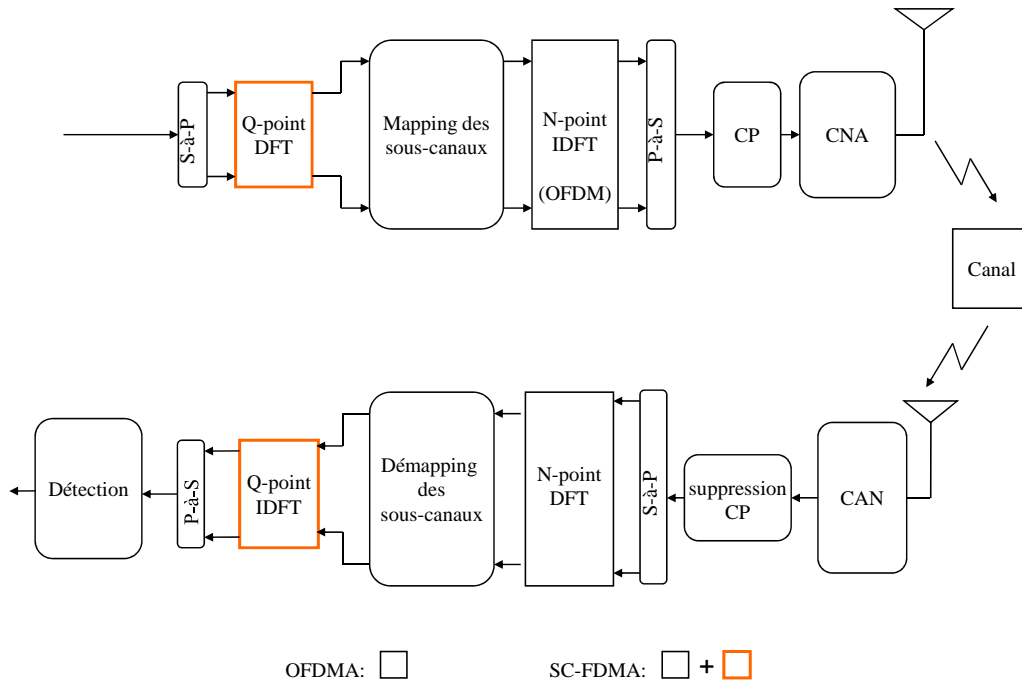 S-à-P
Q-point
DFT
Mapping des
sous-canaux
N-point
IDFT
(OFDM)
P-à-S
CP
CNA
Canal
Détection
P-à-S
Q-point
IDFT
Démapping
des
sous-canaux
N-point
DFT
S-à-P
suppression
CP
CAN
OFDMA:
SC-FDMA: +